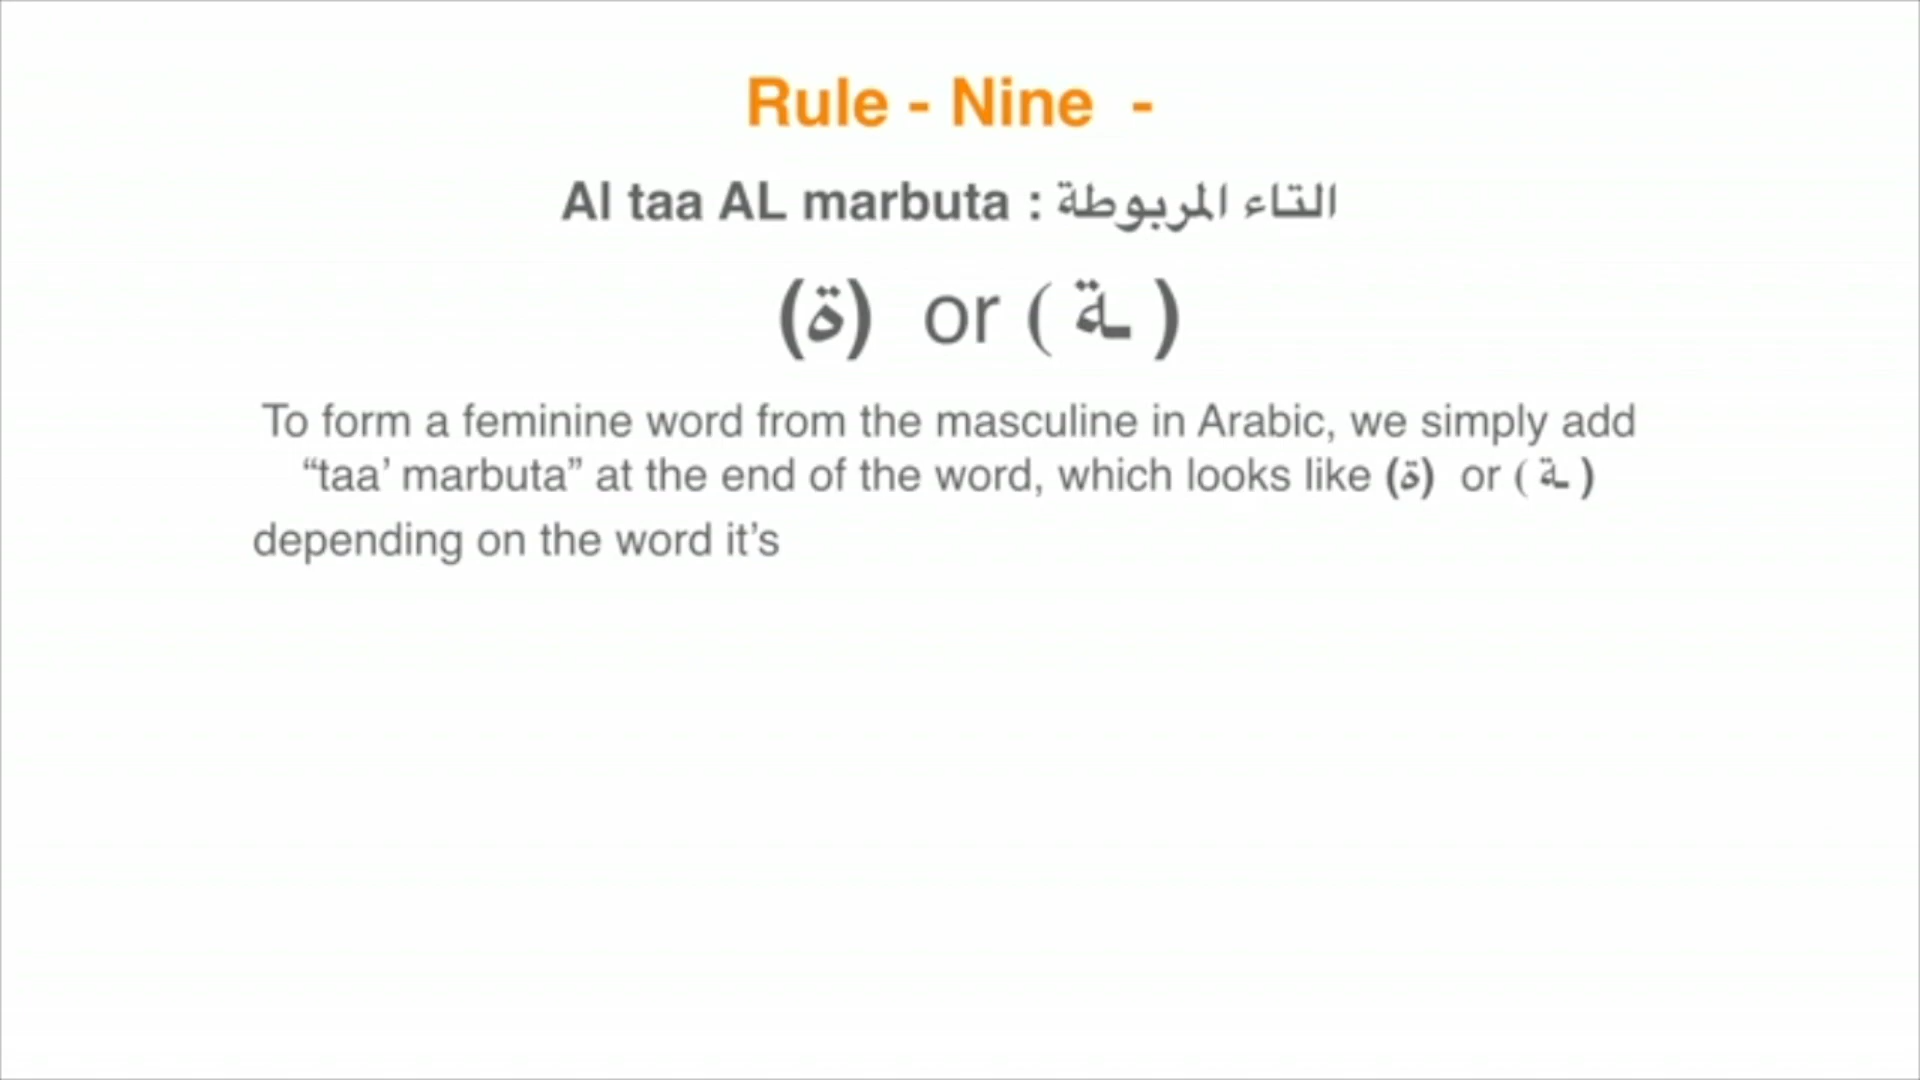 Rule - Nine -
Al taa AL marbuta : التاء المربوطة
(ة) or ( ـة )
To form a feminine word from the masculine in Arabic, we simply add
“taa’ marbuta” at the end of the word, which looks like (ة) or ( ـة )
depending on the word it’s